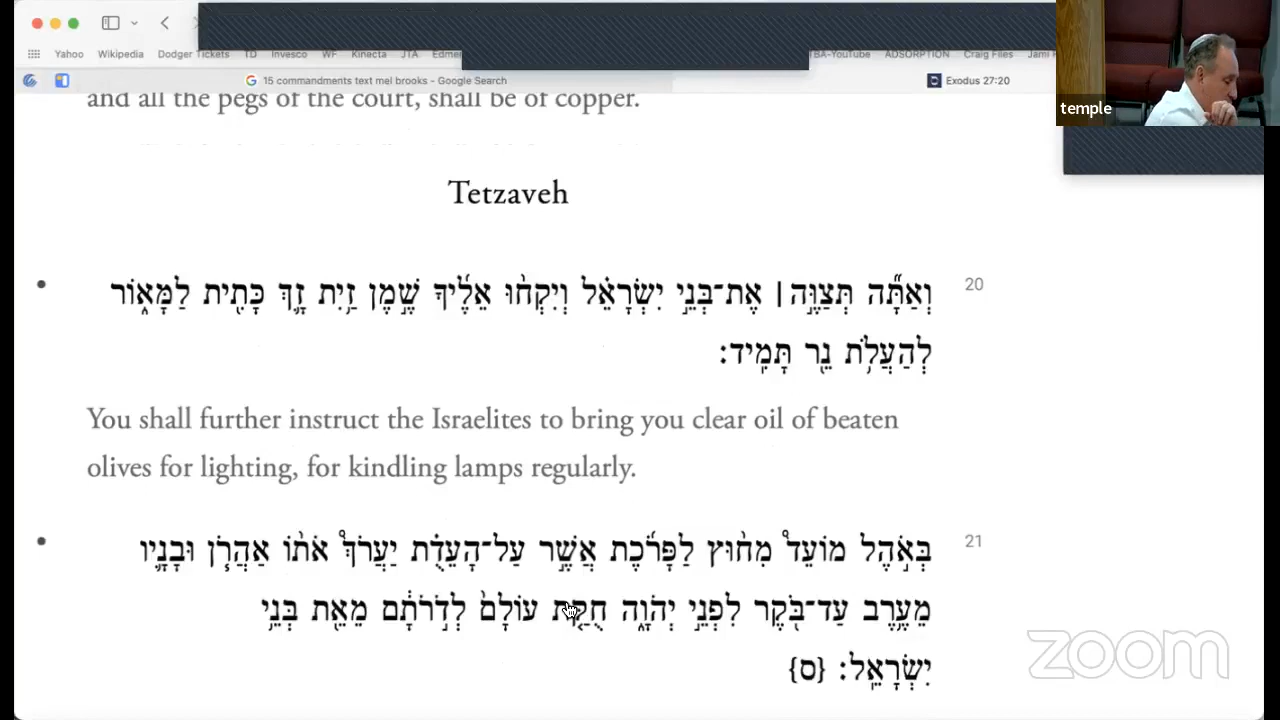 Yahoo Wikipedia Dodger Tickets TD Invesco WF Kinecta JTA TBA-YouTube ADSORPTION Craig Files
15 commandments text mel brooks - Google Search Exodus 27:20
temple
and all the pegs of the court, shall be of copper.
Tetzaveh
20
וְאַתָּ֞ה תְּצַוֶּ֣ה ׀ אֶת־בְּנֵ֣י יִשְׂרָאֵ֗ל וְיִקְח֨וּ אֵלֶ֜יךָ שֶׁ֣מֶן זַ֥יִת זָ֛ךְ כָּתִ֖ית לַמָּא֑וֹר
לְהַעֲלֹ֥ת נֵ֖ר תָּמִֽיד׃
You shall further instruct the Israelites to bring you clear oil of beaten
olives for lighting, for kindling lamps regularly.
21
בְּאֹ֣הֶל מוֹעֵד֩ מִח֨וּץ לַפָּרֹ֜כֶת אֲשֶׁ֣ר עַל־הָעֵדֻ֗ת יַעֲרֹךְ֩ אֹת֨וֹ אַהֲרֹ֧ן וּבָנָ֛יו
מֵעֶ֥רֶב עַד־בֹּ֖קֶר לִפְנֵ֣י יְהֹוָ֑ה חֻקַּ֤ת עוֹלָם֙ לְדֹ֣רֹתָ֔ם מֵאֵ֖ת בְּנֵ֥י
יִשְׂרָאֵֽל׃ {ס}
zoom